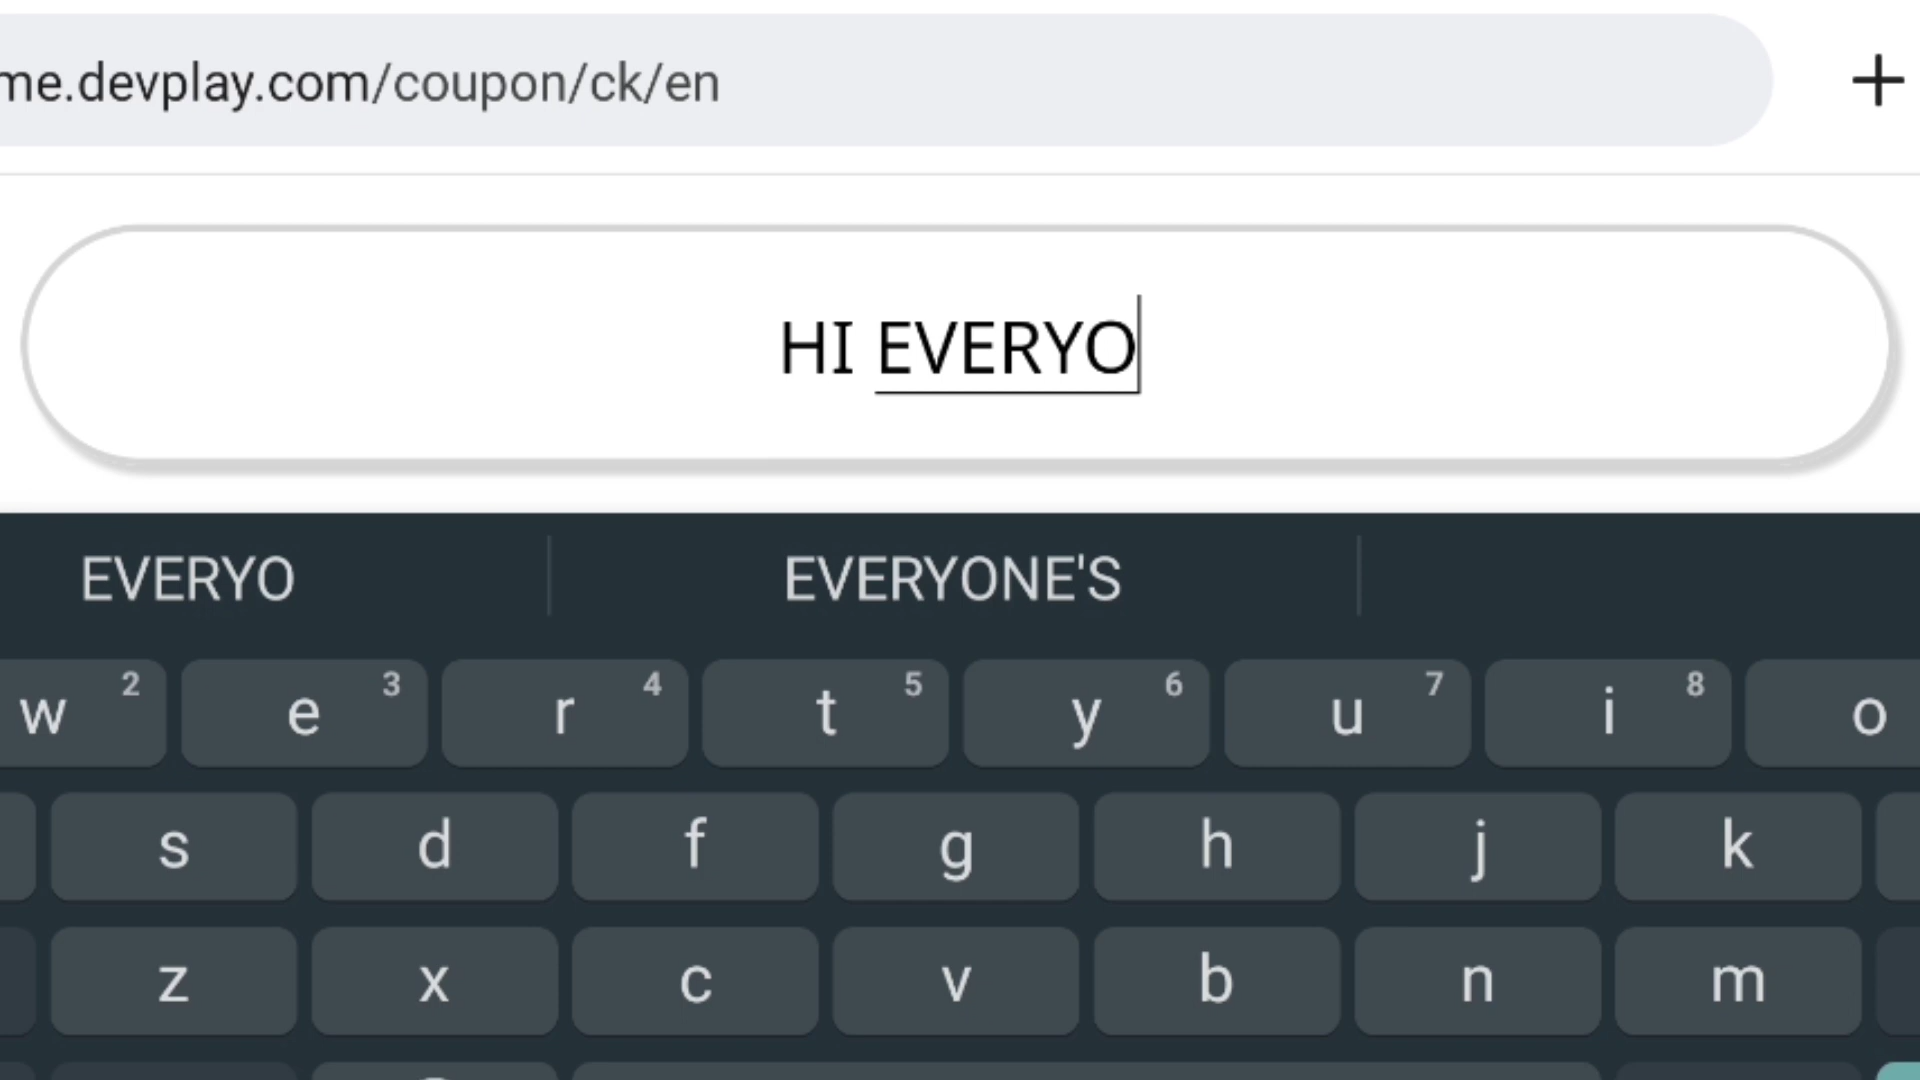 me.devplay.com/coupon/ck/en +
HI EVERYO
EVERYO EVERYONE'S
w 2 e 3 r 4 t 5 y 6 u 7 i 8 o
s d f g h j k
z x c v b n m